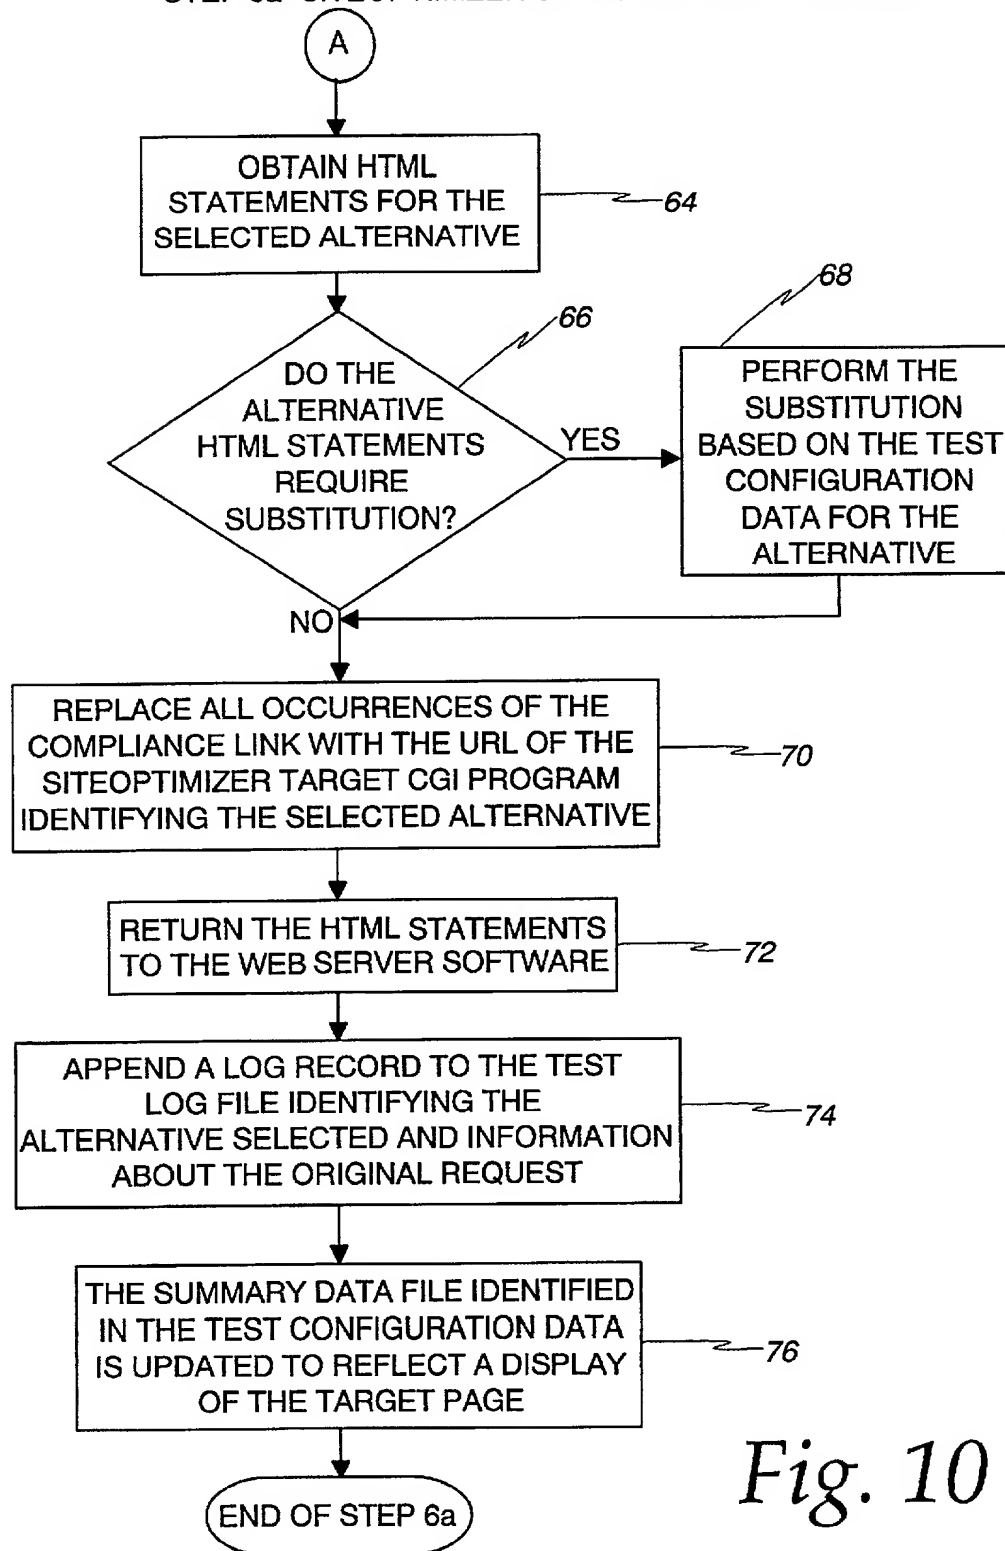 A
OBTAIN HTML
STATEMENTS FOR THE
SELECTED ALTERNATIVE
64
66
68
DO THE
ALTERNATIVE
HTML STATEMENTS
REQUIRE
SUBSTITUTION?
YES
PERFORM THE
SUBSTITUTION
BASED ON THE TEST
CONFIGURATION
DATA FOR THE
ALTERNATIVE
NO
REPLACE ALL OCCURRENCES OF THE
COMPLIANCE LINK WITH THE URL OF THE
SITEOPTIMIZER TARGET CGI PROGRAM
IDENTIFYING THE SELECTED ALTERNATIVE
70
RETURN THE HTML STATEMENTS
TO THE WEB SERVER SOFTWARE
72
APPEND A LOG RECORD TO THE TEST
LOG FILE IDENTIFYING THE
ALTERNATIVE SELECTED AND INFORMATION
ABOUT THE ORIGINAL REQUEST
74
THE SUMMARY DATA FILE IDENTIFIED
IN THE TEST CONFIGURATION DATA
IS UPDATED TO REFLECT A DISPLAY
OF THE TARGET PAGE
76
END OF STEP 6a
Fig. 10